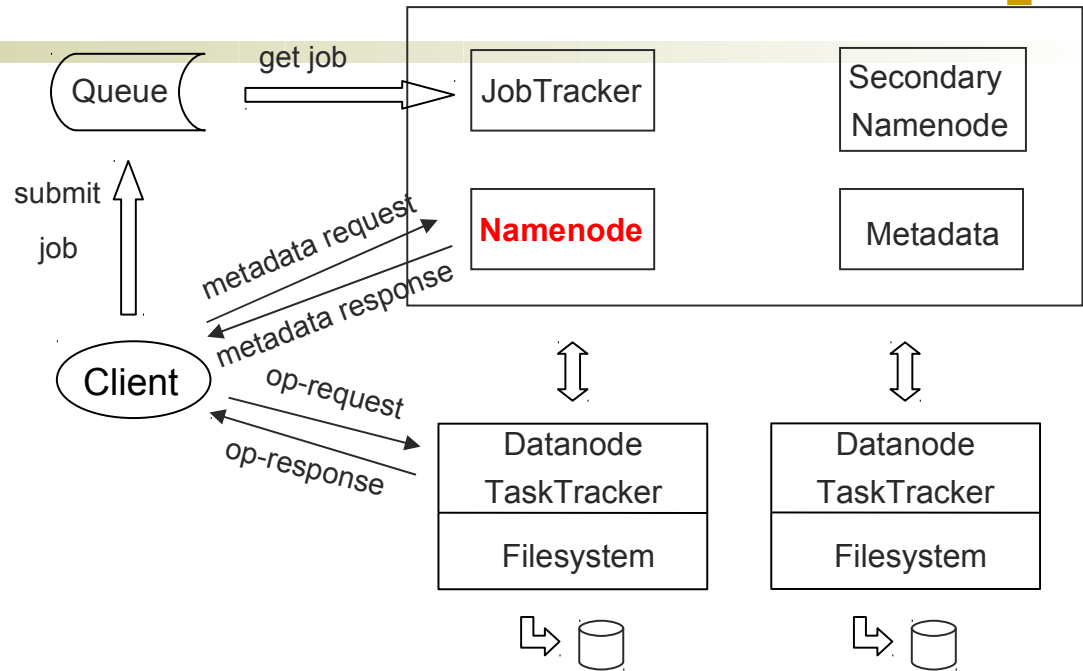 get job
Queue
JobTracker
Secondary
Namenode
submit
job
metadata request
Namenode
Metadata
metadata response
Client
op-request
op-response
Datanode
TaskTracker
Filesystem
Datanode
TaskTracker
Filesystem